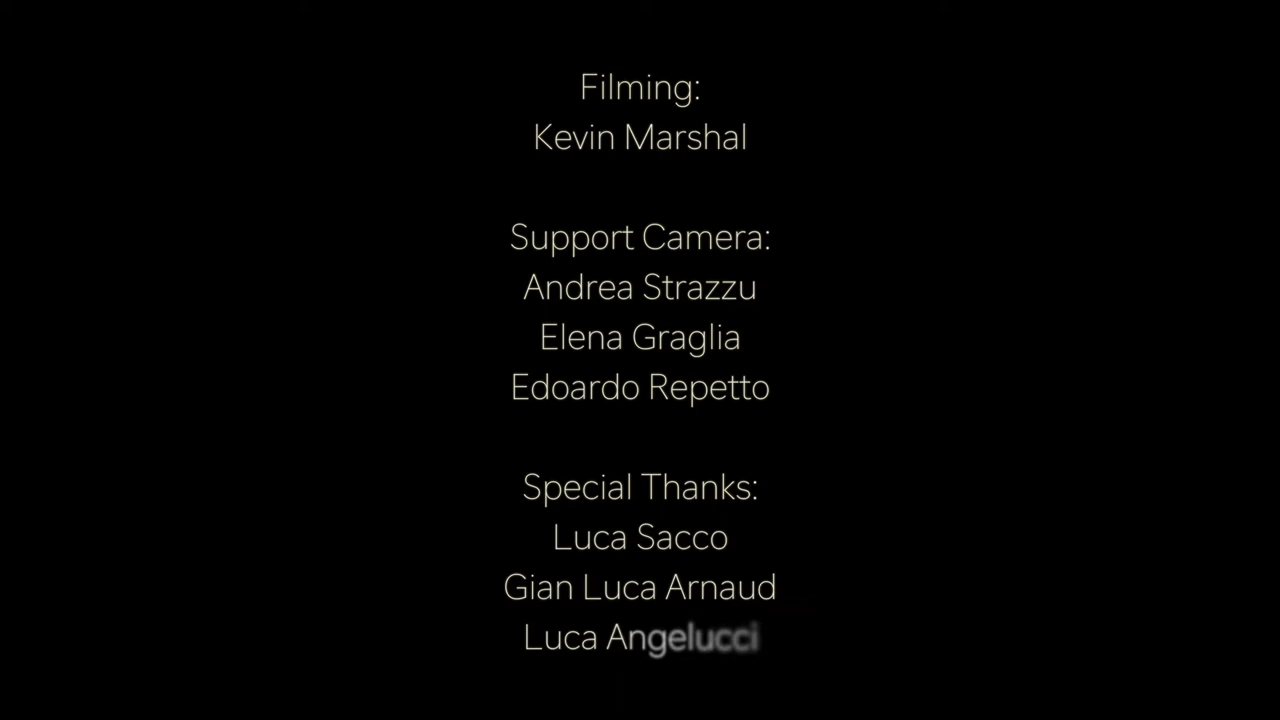 Filming:
Kevin Marshal
Support Camera:
Andrea Strazzu
Elena Graglia
Edoardo Repetto
Special Thanks:
Luca Sacco
Gian Luca Arnaud
Luca Angelucci